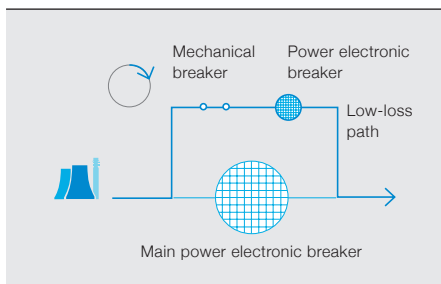 Mechanical
breaker
Power electronic
breaker
Low-loss
path
Main power electronic breaker